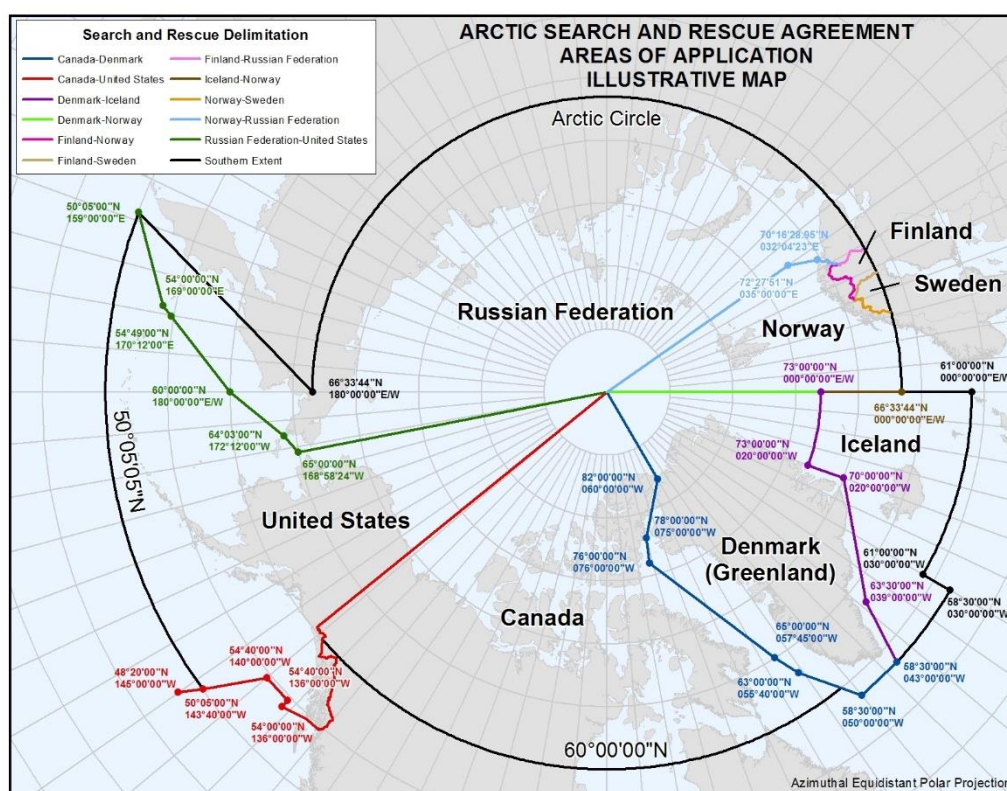 ARCTIC SEARCH AND RESCUE AGREEMENT
AREAS OF APPLICATION
ILLUSTRATIVE MAP
Search and Rescue Delimitation
Canada-Denmark
Finland-Russian Federation
Canada-United States
Iceland-Norway
Denmark-Iceland
Norway-Sweden
Denmark-Norway
Norway-Russian Federation
Finland-Norway
Russian Federation-United States
Finland-Sweden
Southern Extent
Arctic Circle
50°05'00"N
159°00'00"E
54°00'00"N
169°00'00"E
54°49'00"N
170°12'00"E
60°00'00"N
180°00'00"E/W
64°03'00"N
172°12'00"W
65°00'00"N
168°58'24"W
66°33'44"N
180°00'00"E/W
70°16'28.95"N
032°04'23"E
72°27'51"N
035°00'00"E
Finland
Sweden
Norway
Russian Federation
73°00'00"N
000°00'00"E/W
61°00'00"N
000°00'00"E/W
66°33'44"N
000°00'00"E/W
Iceland
73°00'00"N
020°00'00"W
70°00'00"N
020°00'00"W
50°05'05"N
United States
82°00'00"N
060°00'00"W
78°00'00"N
075°00'00"W
76°00'00"N
076°00'00"W
Denmark
(Greenland)
61°00'00"N
030°00'00"W
63°30'00"N
039°00'00"W
58°30'00"N
030°00'00"W
Canada
65°00'00"N
057°45'00"W
63°00'00"N
055°40'00"W
58°30'00"N
043°00'00"W
58°30'00"N
050°00'00"W
48°20'00"N
145°00'00"W
50°05'00"N
143°40'00"W
54°40'00"N
140°00'00"W
54°40'00"N
136°00'00"W
54°00'00"N
136°00'00"W
60°00'00"N
Azimuthal Equidistant Polar Projection